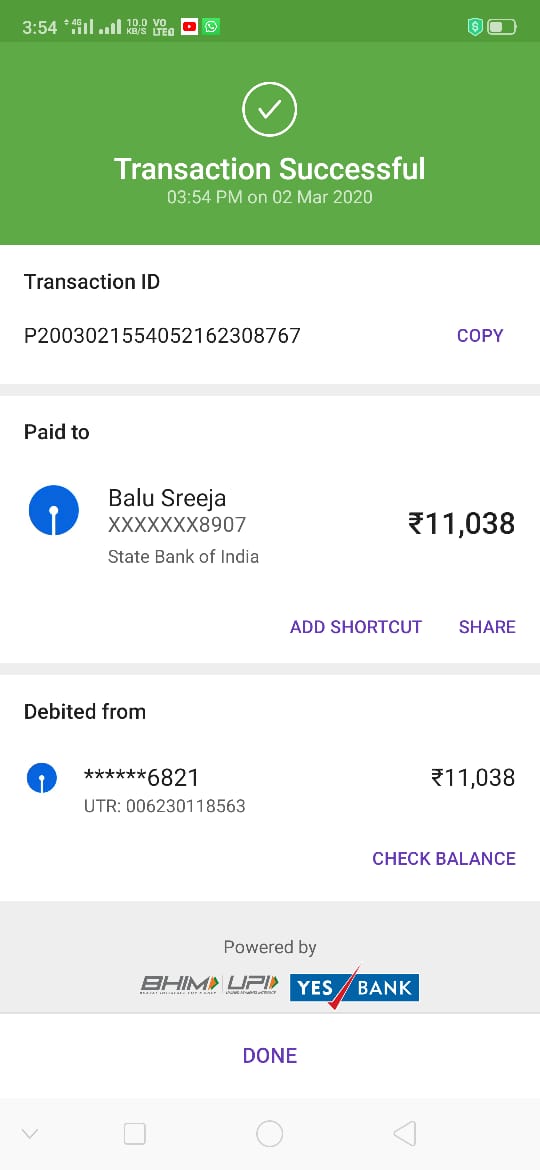 3:54 4G 10.0 KB/S VO LTE
Transaction Successful
03:54 PM on 02 Mar 2020
Transaction ID
P2003021554052162308767 COPY
Paid to
Balu Sreeja
XXXXXXX8907
₹11,038
State Bank of India
ADD SHORTCUT SHARE
Debited from
******6821 ₹11,038
UTR: 006230118563
CHECK BALANCE
Powered by
BHIM UPI YES BANK
DONE